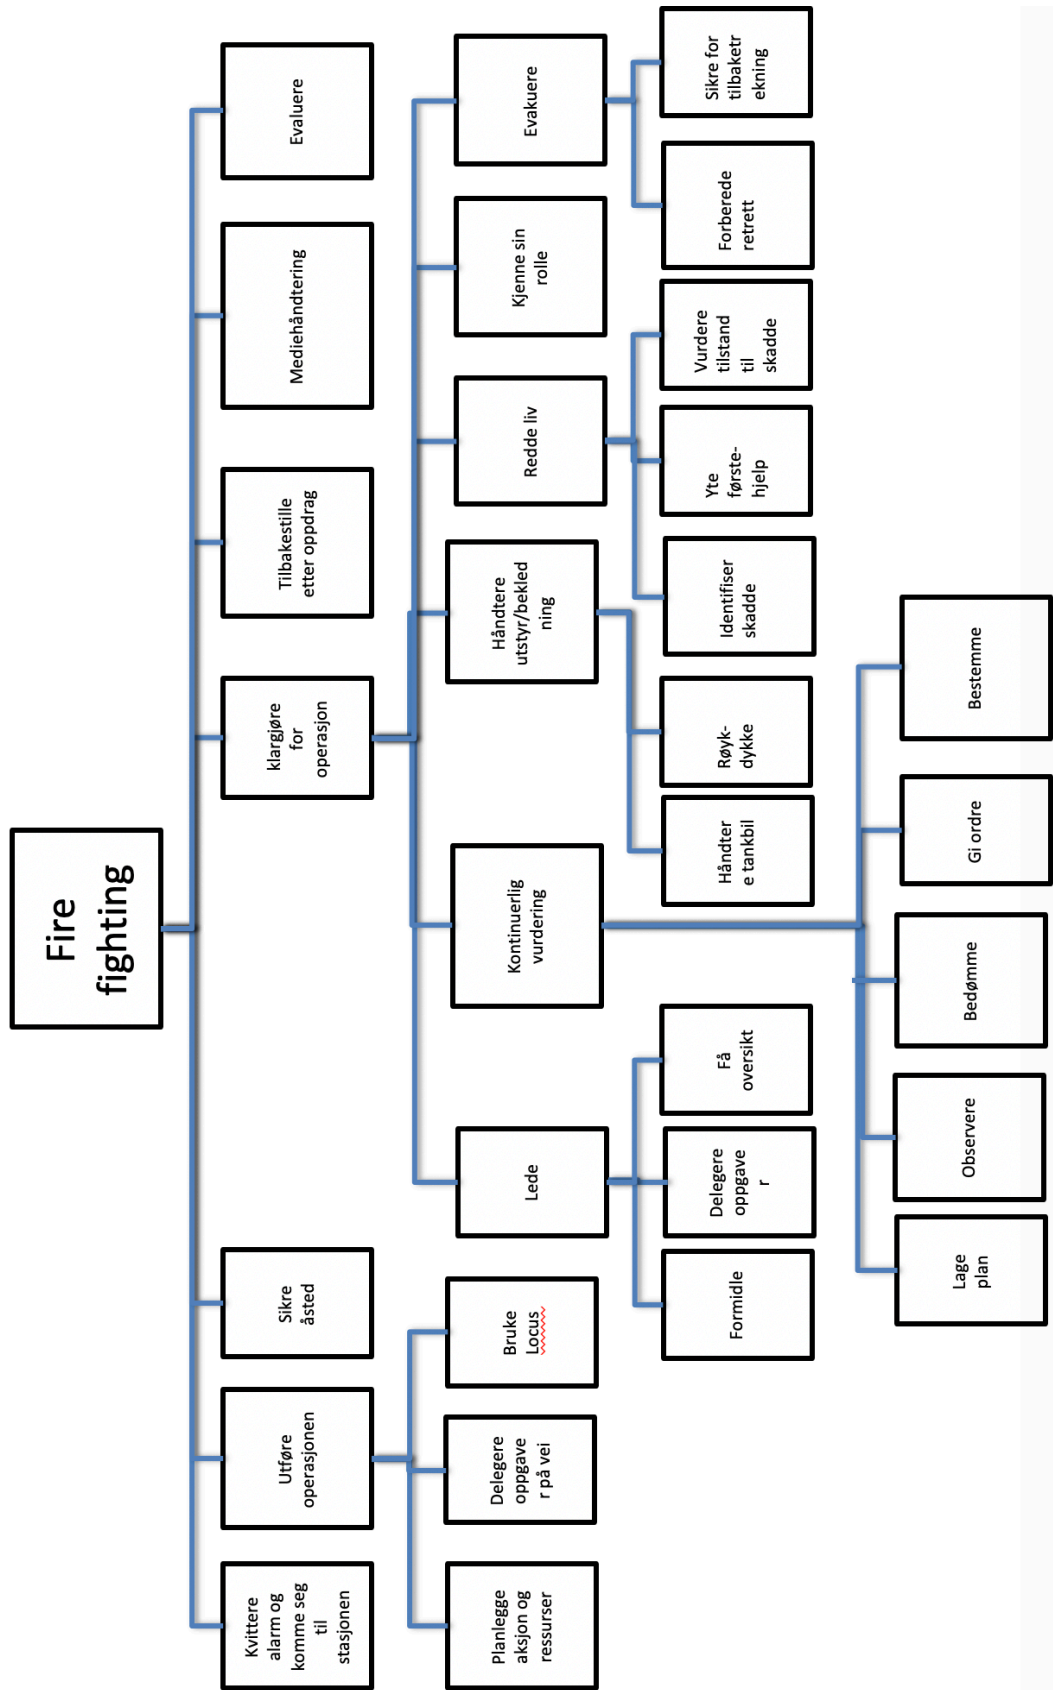 Fire
fighting
Kvittere
alarm og
komme seg
til
stasjonen
Utføre
operasjonen
Sikre
åsted
klargjøre
for
operasjon
Tilbakestille
etter oppdrag
Mediehåndtering
Evaluere
Planlegge
aksjon og
ressurser
Delegere
oppgave
r på vei
Bruke
Locus
Lede
Kontinuerlig
vurdering
Håndtere
utstyr/bekled
ning
Redde liv
Kjenne sin
rolle
Evakuere
Formidle
Delegere
oppgave
r
Få
oversikt
Håndter
e tankbil
Røyk-
dykke
Identifiser
skadde
Yte
første-
hjelp
Vurdere
tilstand
til
skadde
Forberede
retrett
Sikre for
tilbaketr
ekning
Lage
plan
Observere
Bedømme
Gi ordre
Bestemme